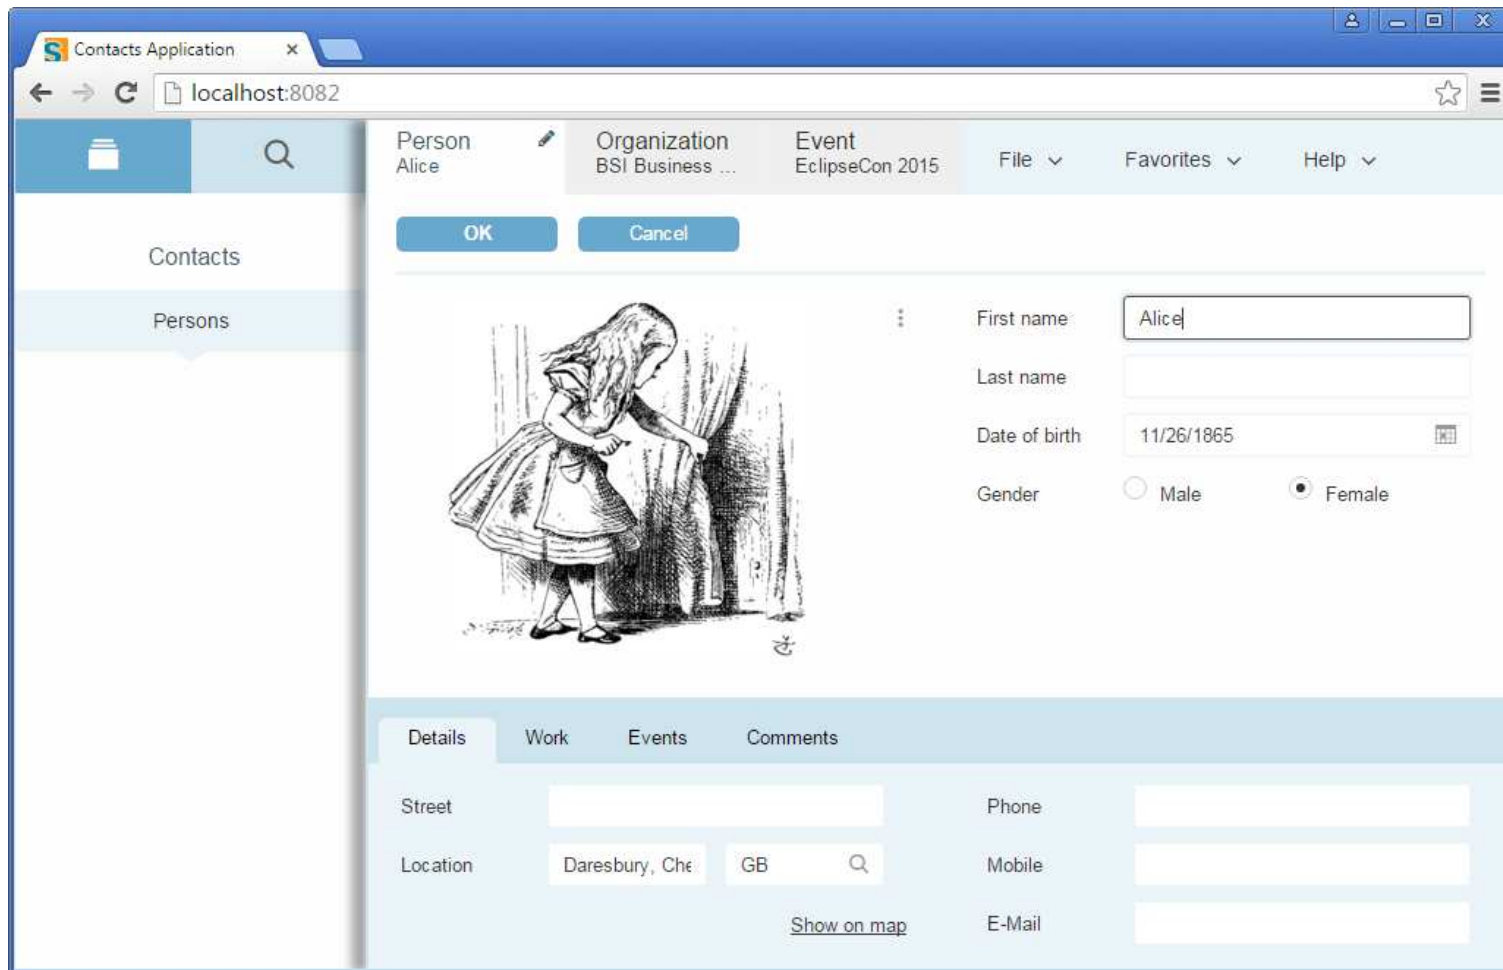 Contacts Application
localhost:8082
Person
Alice
Organization
BSI Business ...
Event
EclipseCon 2015
File
Favorites
Help
OK
Cancel
Contacts
Persons
First name
Alice
Last name
Date of birth
11/26/1865
Gender
Male
Female
Details
Work
Events
Comments
Street
Phone
Location
Daresbury, Che
GB
Mobile
Show on map
E-Mail